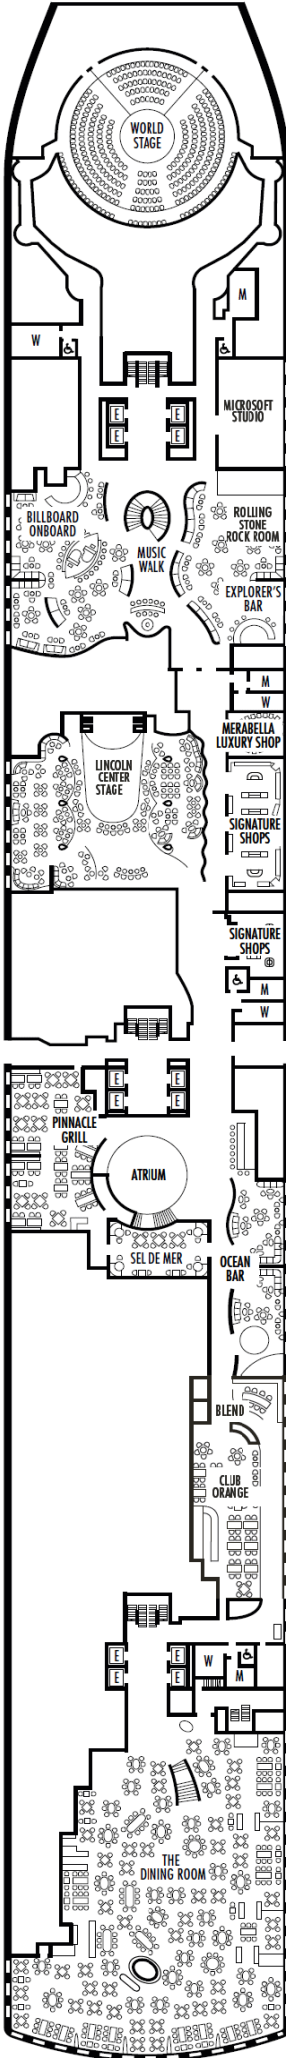 WORLD
STAGE
M
W
E E
E E
MICROSOFT
STUDIO
BILLBOARD
ONBOARD
ROLLING
STONE
ROCK ROOM
MUSIC
WALK
EXPLORER'S
BAR
M
W
MERABELLA
LUXURY SHOP
LINCOLN
CENTER
STAGE
SIGNATURE
SHOPS
SIGNATURE
SHOPS
M
W
E E
E E
PINNACLE
GRILL
ATRIUM
SEL DE MER
OCEAN
BAR
BLEND
CLUB
ORANGE
E E
E E
W
M
THE
DINING ROOM